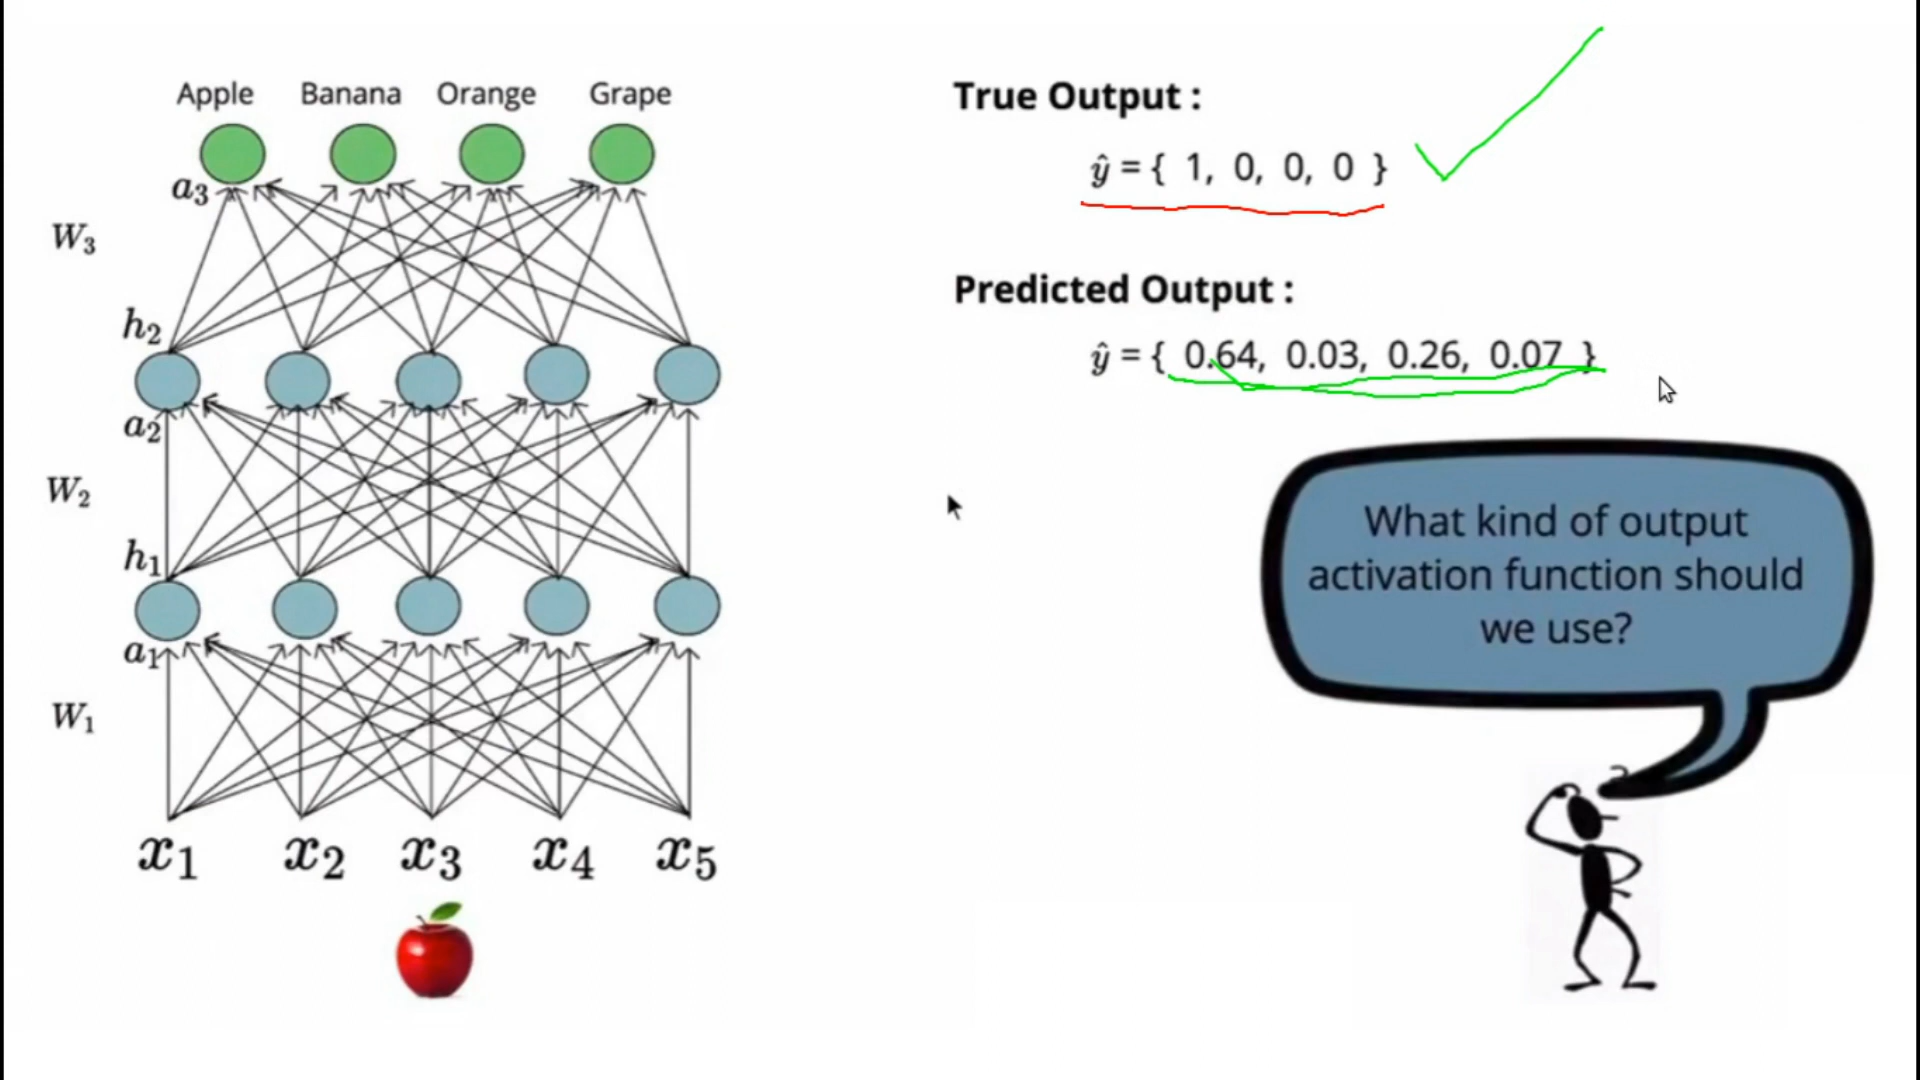 Apple Banana Orange Grape
a₃
W₃
h₂
a₂
W₂
h₁
a₁
W₁
x₁ x₂ x₃ x₄ x₅
True Output :
ŷ = { 1, 0, 0, 0 }
Predicted Output :
ŷ = { 0.64, 0.03, 0.26, 0.07 }
What kind of output
activation function should
we use?
?